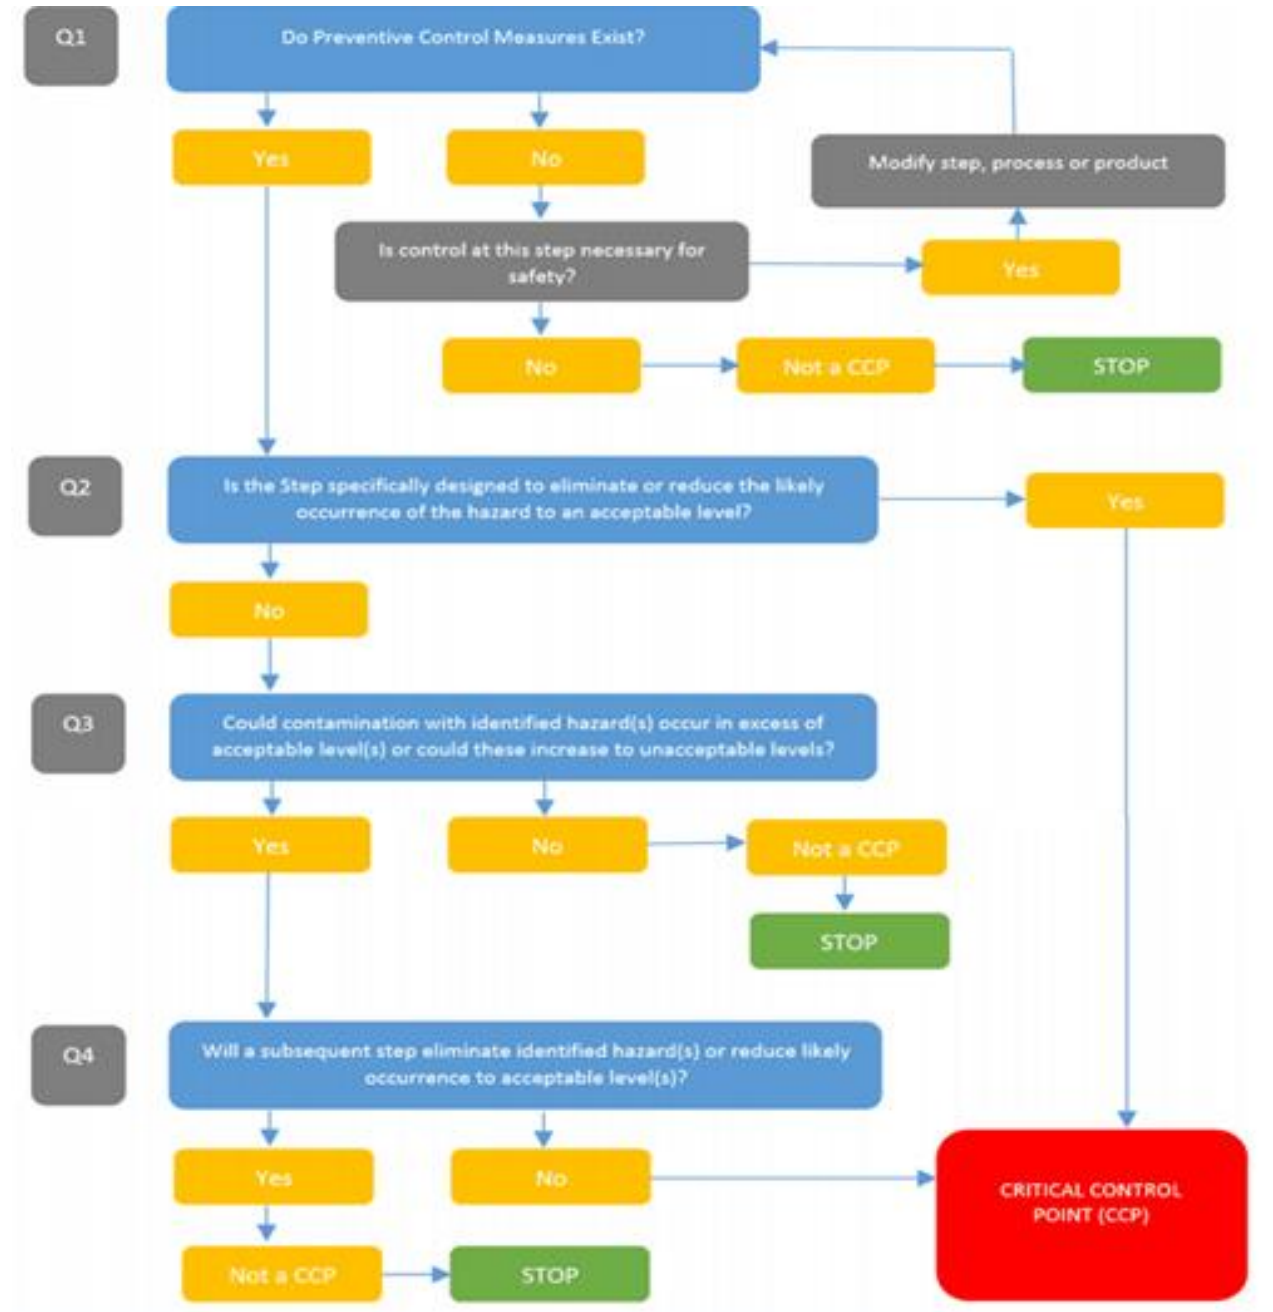 Q1
Do Preventive Control Measures Exist?
Yes
No
Modify step, process or product
Is control at this step necessary for
safety?
Yes
No
Not a CCP
STOP
Q2
Is the Step specifically designed to eliminate or reduce the likely
occurrence of the hazard to an acceptable level?
Yes
No
Q3
Could contamination with identified hazard(s) occur in excess of
acceptable level(s) or could these increase to unacceptable levels?
Yes
No
Not a CCP
STOP
Q4
Will a subsequent step eliminate identified hazard(s) or reduce likely
occurrence to acceptable level(s)?
Yes
No
CRITICAL CONTROL
POINT (CCP)
Not a CCP
STOP